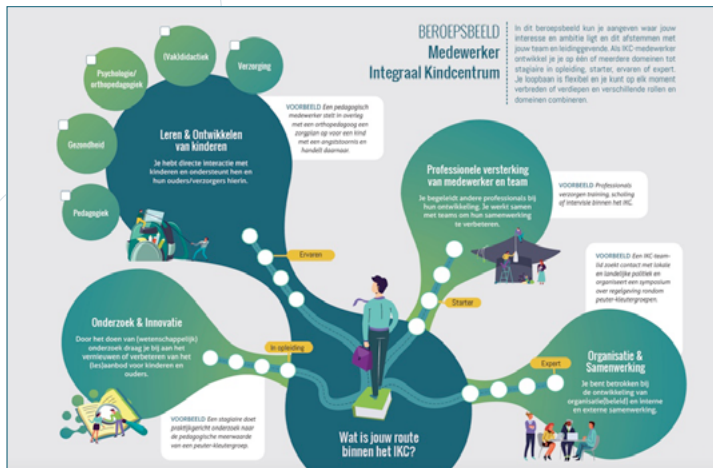 BEROEPSBEELD
Medewerker
Integraal Kindcentrum
In dit beroepsbeeld kun je aangeven waar jouw
interesse en ambitie ligt en dit afstemmen met
jouw team en leidinggevende. Als IKC-medewerker
ontwikkel je je op één of meerdere domeinen tot
stagiaire in opleiding, starter, ervaren of expert.
Je loopbaan is flexibel en je kunt op elk moment
verbreden of verdiepen en verschillende rollen en
domeinen combineren.
(Vak)didactiek
Verzorging
Psychologie/
orthopedagogiek
Gezondheid
Pedagogiek
Leren & Ontwikkelen
van kinderen
Je hebt directe interactie met
kinderen en ondersteunt hen en
hun ouders/verzorgers hierin.
VOORBEELD Een pedagogisch
medewerker stelt in overleg
met een orthopedagoog een
zorgplan op voor een kind
met een angststoornis en
handelt daarnaar.
Professionele versterking
van medewerker en team
Je begeleidt andere professionals bij
hun ontwikkeling. Je werkt samen
met teams om hun samenwerking
te verbeteren.
VOORBEELD Professionals
verzorgen training, scholing
of intervisie binnen het IKC.
Ervaren
Starter
VOORBEELD Een IKC-team-
lid zoekt contact met lokale
en landelijke politiek en
organiseert een symposium
over regelgeving rondom
peuter-kleutergroepen.
Onderzoek & Innovatie
Door het doen van (wetenschappelijk)
onderzoek draag je bij aan het
vernieuwen of verbeteren van het
(les)aanbod voor kinderen en
ouders.
In opleiding
Expert
Organisatie &
Samenwerking
Je bent betrokken bij
de ontwikkeling van
organisatie(beleid) en interne
en externe samenwerking.
VOORBEELD Een stagiaire doet
praktijkgericht onderzoek naar
de pedagogische meerwaarde
van een peuter-kleutergroep.
Wat is jouw route
binnen het IKC?